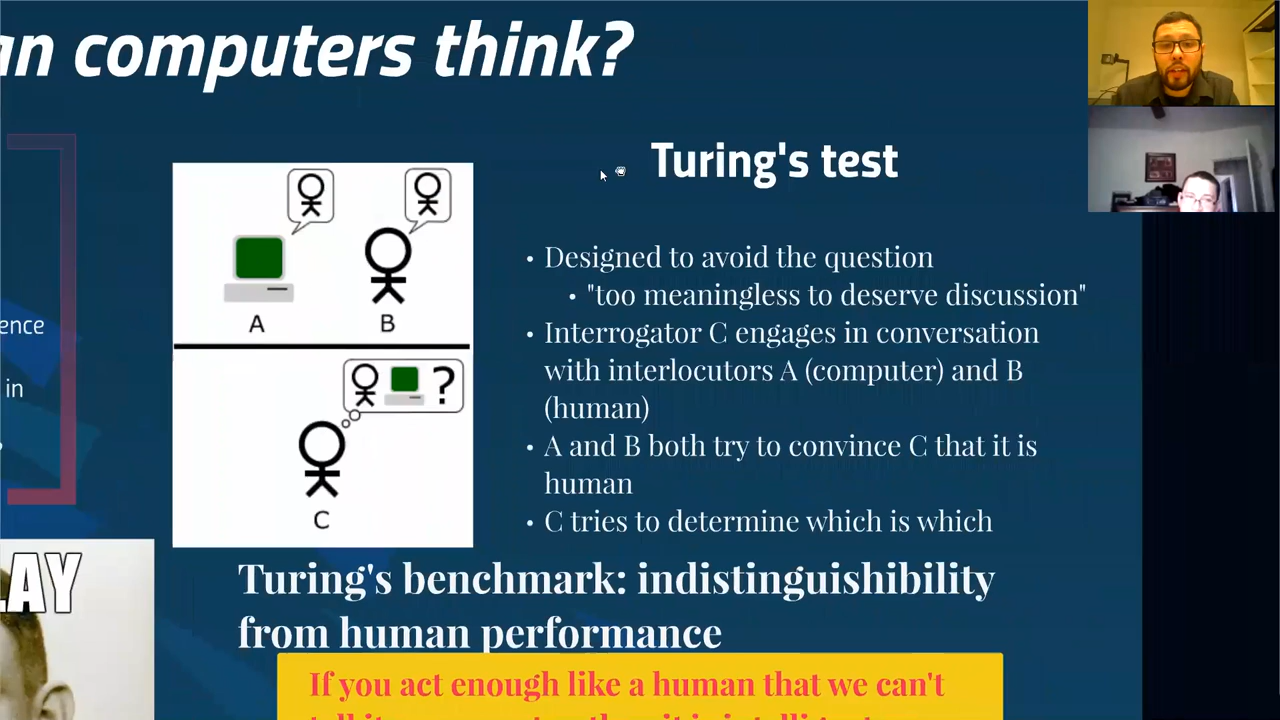 an computers think?
Turing's test
ence
in
LAY
A
B
?
C
• Designed to avoid the question
• "too meaningless to deserve discussion"
• Interrogator C engages in conversation
with interlocutors A (computer) and B
(human)
• A and B both try to convince C that it is
human
• C tries to determine which is which
Turing's benchmark: indistinguishibility
from human performance
If you act enough like a human that we can't